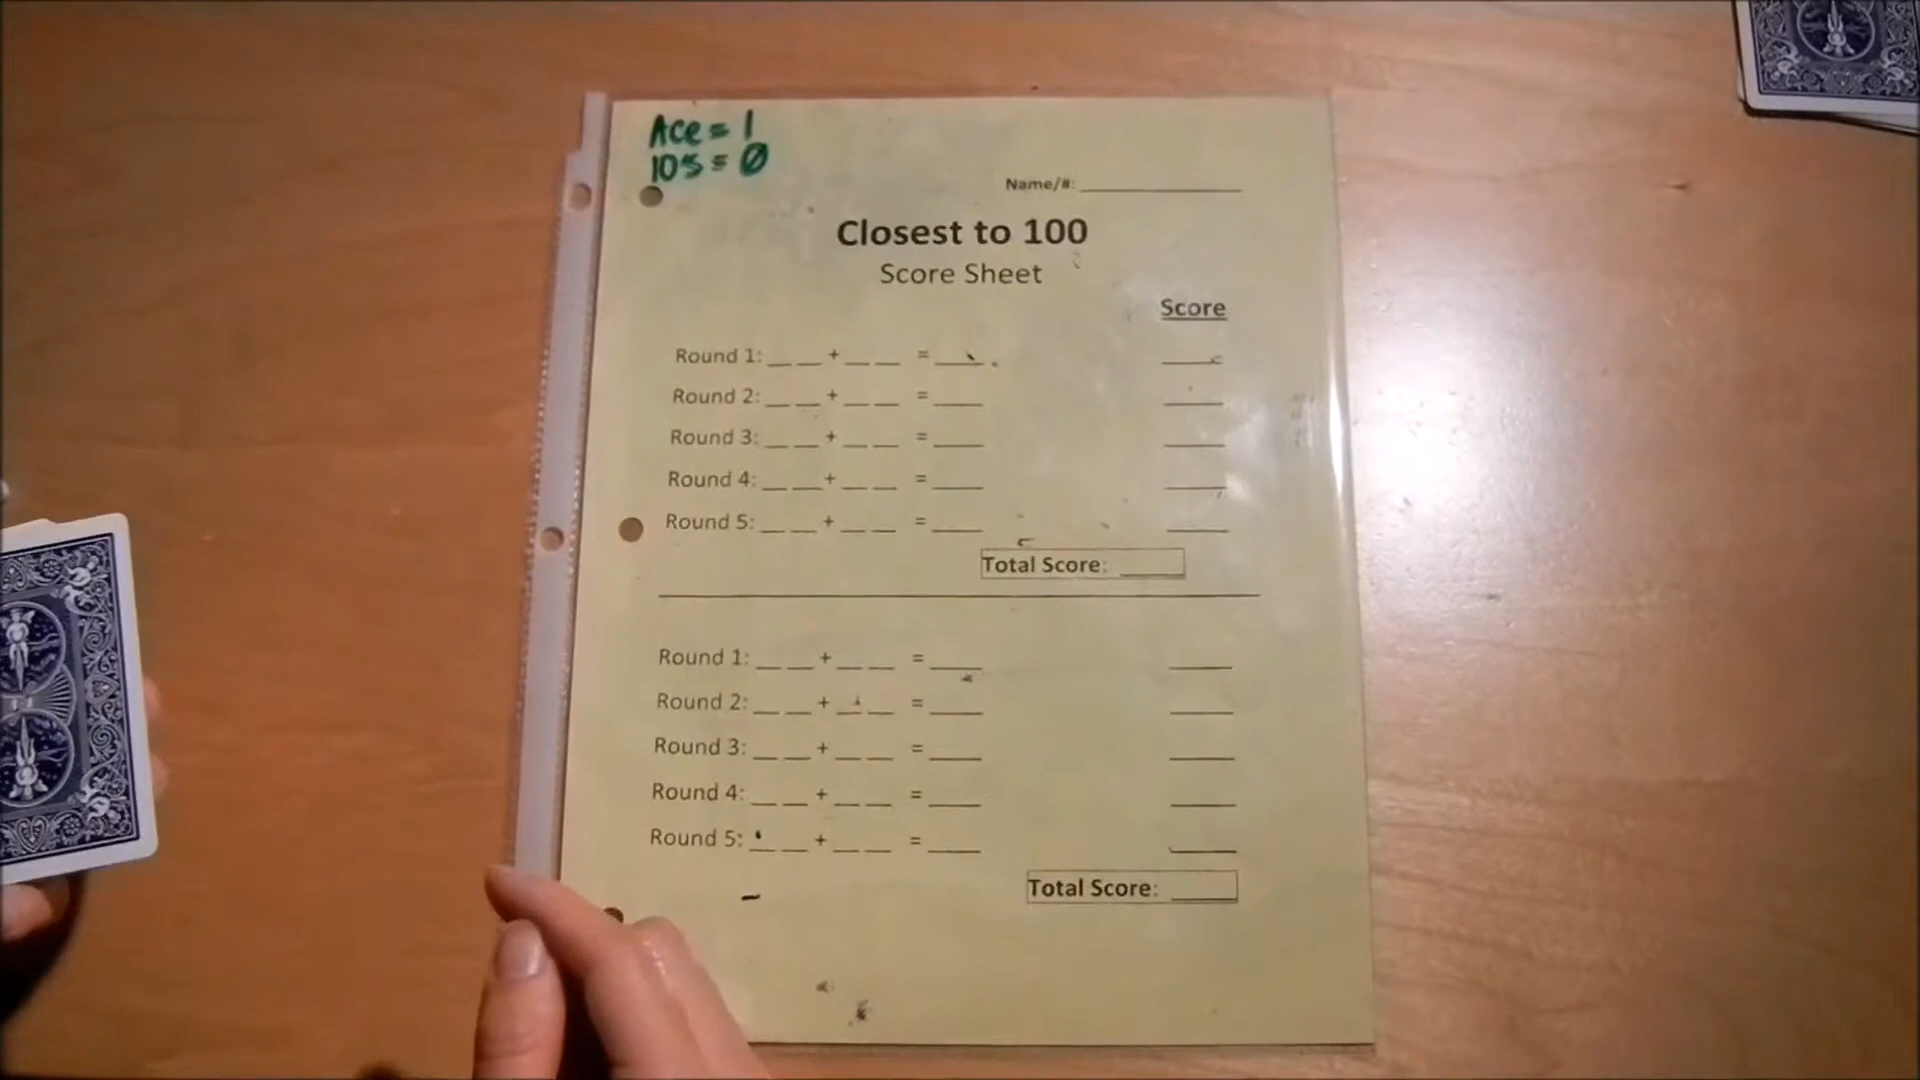 Ace = 1
10s = 0
Name/#: ___________
Closest to 100
Score Sheet
Score
Round 1: __ __ + __ __ = ____ ____
Round 2: __ __ + __ __ = ____ ____
Round 3: __ __ + __ __ = ____ ____
Round 4: __ __ + __ __ = ____ ____
Round 5: __ __ + __ __ = ____ ____
Total Score: ____
Round 1: __ __ + __ __ = ____ ____
Round 2: __ __ + __ __ = ____ ____
Round 3: __ __ + __ __ = ____ ____
Round 4: __ __ + __ __ = ____ ____
Round 5: __ __ + __ __ = ____ ____
Total Score: ____